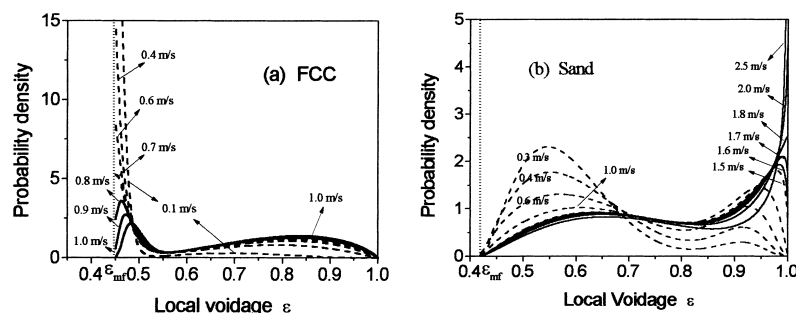 15
10
5
0
Probability density
0.4 m/s
(a) FCC
0.6 m/s
0.7 m/s
0.8 m/s
0.9 m/s
1.0 m/s
0.1 m/s
1.0 m/s
0.4 εmf 0.5 0.6 0.7 0.8 0.9 1.0
Local voidage ε
5
4
3
2
1
0
Probability density
(b) Sand
2.5 m/s
2.0 m/s
1.8 m/s
1.7 m/s
1.6 m/s
1.5 m/s
0.3 m/s
0.4 m/s
0.6 m/s
1.0 m/s
0.4 εmf 0.5 0.6 0.7 0.8 0.9 1.0
Local Voidage ε